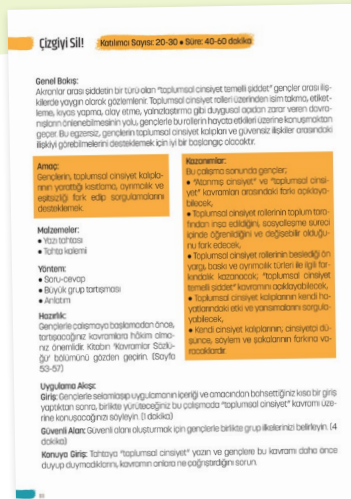 Çizgiyi Sil!
Katılımcı Sayısı: 20-30 ● Süre: 40-60 dakika
Genel Bakış:
Akranlar arası şiddetin bir türü olan "toplumsal cinsiyet temelli şiddet" gençler arası iliş-
kilerde yaygın olarak gözlemlenir. Toplumsal cinsiyet rolleri üzerinden isim takma, etiket-
leme, kıyas yapma, alay etme, yalnızlaştırma gibi duygusal açıdan zarar veren davra-
nışların önlenebilmesinin yolu, gençlerle bu rollerin hayata etkileri üzerine konuşmaktan
geçer. Bu egzersiz, gençlerin toplumsal cinsiyet kalıpları ve güvensiz ilişkiler arasındaki
ilişkiyi görebilmelerini desteklemek için iyi bir başlangıç olacaktır.
Amaç:
Gençlerin, toplumsal cinsiyet kalıpla-
rının yarattığı kısıtlama, ayrımcılık ve
eşitsizliği fark edip sorgulamalarını
desteklemek.
Malzemeler:
● Yazı tahtası
● Tahta kalemi
Yöntem:
● Soru-cevap
● Büyük grup tartışması
● Anlatım
Hazırlık:
Gençlerle çalışmaya başlamadan önce,
tartışacağınız kavramlara hâkim olma-
nız önemlidir. Kitabın 'Kavramlar Sözlü-
ğü' bölümünü gözden geçirin. (Sayfa
53-57)
Kazanımlar:
Bu çalışma sonunda gençler;
● "Atanmış cinsiyet" ve "toplumsal cinsi-
yet" kavramları arasındaki farkı açıklaya-
bilecek,
● Toplumsal cinsiyet rollerinin toplum tara-
fından inşa edildiğini, sosyalleşme süreci
içinde öğrenildiğini ve değişebilir olduğu-
nu fark edecek,
● Toplumsal cinsiyet rollerinin beslediği ön
yargı, baskı ve ayrımcılık türleri ile ilgili far-
kındalık kazanacak; "toplumsal cinsiyet
temelli şiddet" kavramını açıklayabilecek,
● Toplumsal cinsiyet kalıplarının kendi ha-
yatlarındaki etki ve yansımalarını sorgula-
yabilecek,
● Kendi cinsiyet kalıplarının, cinsiyetçi dü-
şünce, söylem ve şakalarının farkına va-
racaklardır.
Uygulama Akışı:
Giriş: Gençlerle selamlaşıp uygulamanın içeriği ve amacından bahsettiğiniz kısa bir giriş
yaptıktan sonra, birlikte yürüteceğiniz bu çalışmada "toplumsal cinsiyet" kavramı üze-
rine konuşacağınızı söyleyin. (1 dakika)
Güvenli Alan: Güvenli alanı oluşturmak için gençlerle birlikte grup ilkelerinizi belirleyin. (4
dakika)
Konuya Giriş: Tahtaya "toplumsal cinsiyet" yazın ve gençlere bu kavramı daha önce
duyup duymadıklarını, kavramın onlara ne çağrıştırdığını sorun.